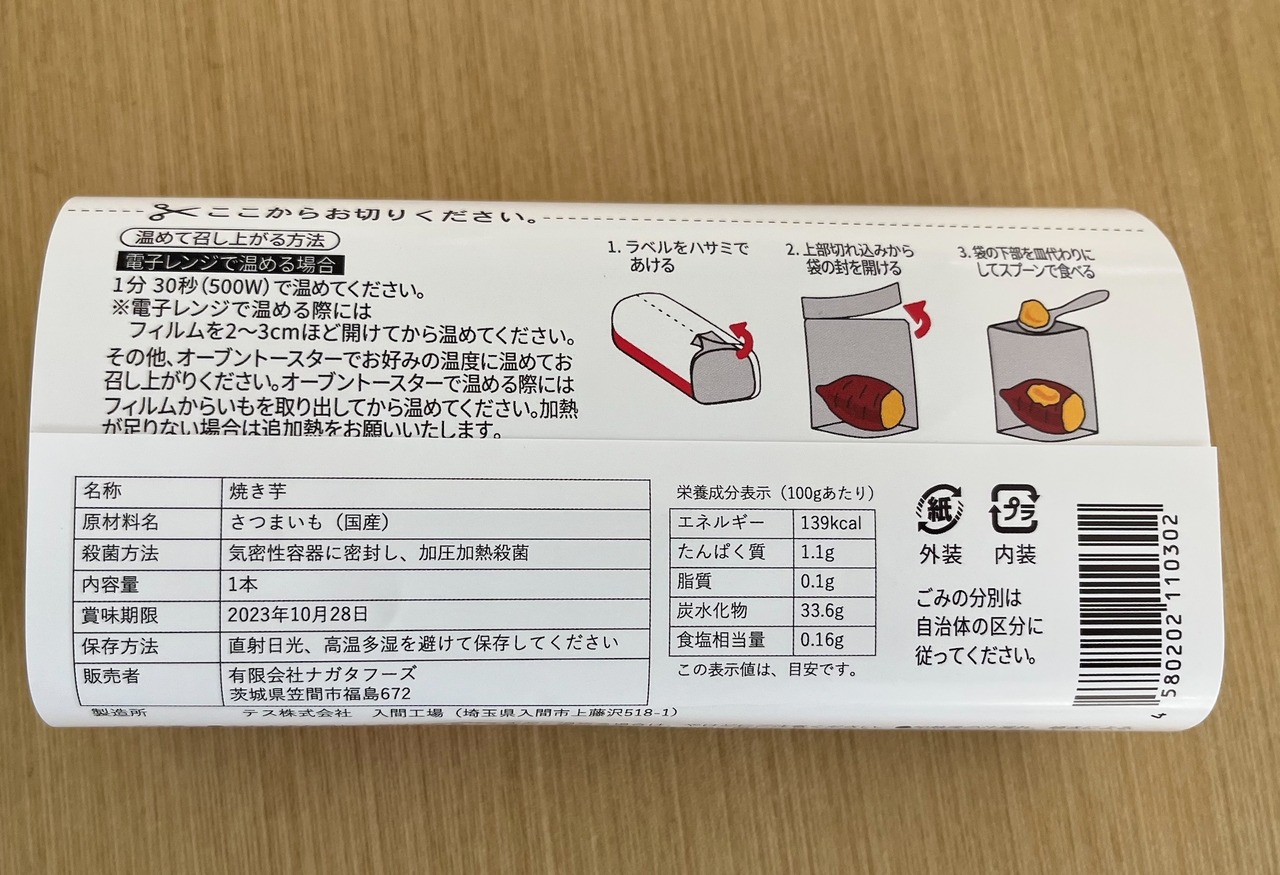 ここからお切りください。
温めて召し上がる方法
電子レンジで温める場合
1分 30秒(500W)で温めてください。
※電子レンジで温める際には
フィルムを2〜3cmほど開けてから温めてください。
その他、オーブントースターでお好みの温度に温めてお
召し上がりください。オーブントースターで温める際には
フィルムからいもを取り出してから温めてください。加熱
が足りない場合は追加熱をお願いいたします。
1. ラベルをハサミで
あける
2. 上部切れ込みから
袋の封を開ける
3. 袋の下部を皿代わりに
してスプーンで食べる
名称 焼き芋
原材料名 さつまいも（国産）
殺菌方法 気密性容器に密封し、加圧加熱殺菌
内容量 1本
賞味期限 2023年10月28日
保存方法 直射日光、高温多湿を避けて保存してください
販売者 有限会社ナガタフーズ
茨城県笠間市福島672
製造所 テス株式会社 入間工場（埼玉県入間市上藤沢518-1）
栄養成分表示（100gあたり）
エネルギー 139kcal
たんぱく質 1.1g
脂質 0.1g
炭水化物 33.6g
食塩相当量 0.16g
この表示値は、目安です。
紙 プラ
外装 内装
ごみの分別は
自治体の区分に
従ってください。
4 580202 110302